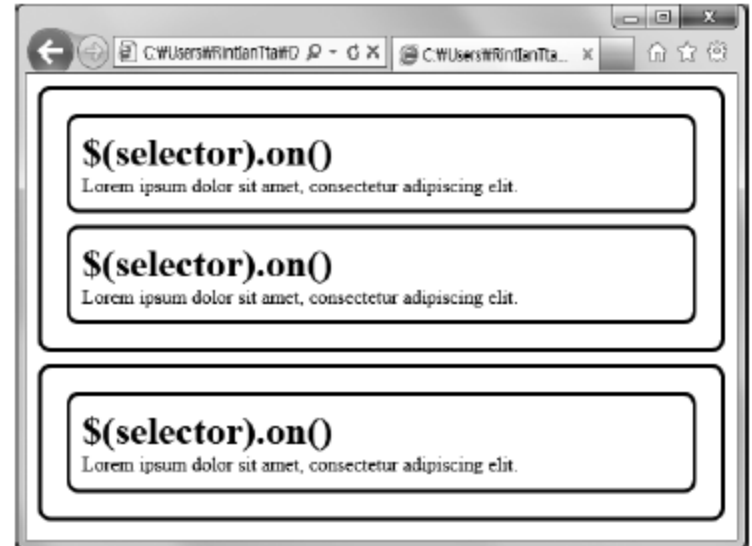 C:₩Users₩RintIanTta₩D
C:₩Users₩RintIanTta...
$(selector).on()
Lorem ipsum dolor sit amet, consectetur adipiscing elit.
$(selector).on()
Lorem ipsum dolor sit amet, consectetur adipiscing elit.
$(selector).on()
Lorem ipsum dolor sit amet, consectetur adipiscing elit.